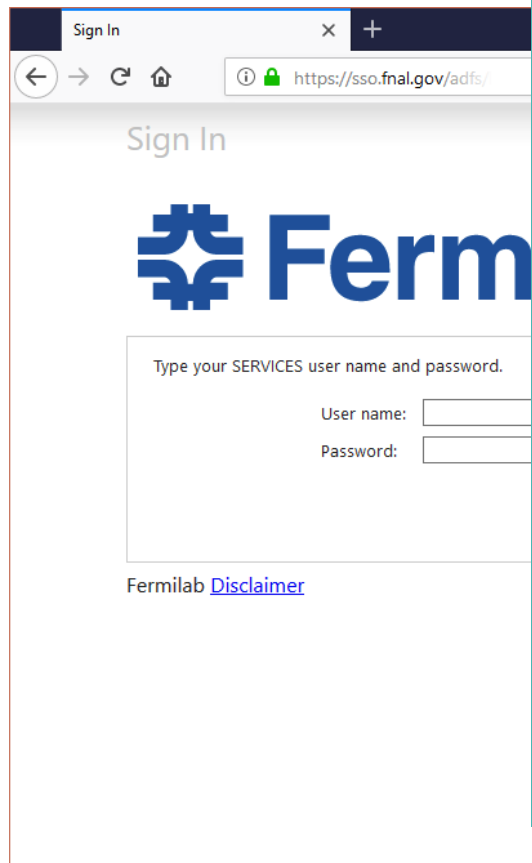 Sign In
https://sso.fnal.gov/adfs/
Sign In
Ferm
Type your SERVICES user name and password.
User name:
Password:
Fermilab Disclaimer